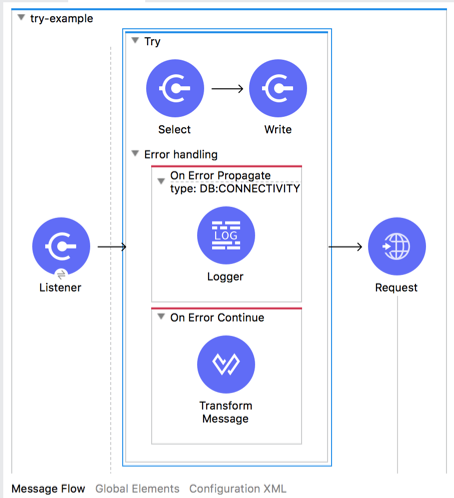 try-example
Try
Select
Write
Error handling
On Error Propagate
type: DB:CONNECTIVITY
LOG
Logger
Listener
Request
On Error Continue
Transform
Message
Message Flow Global Elements Configuration XML